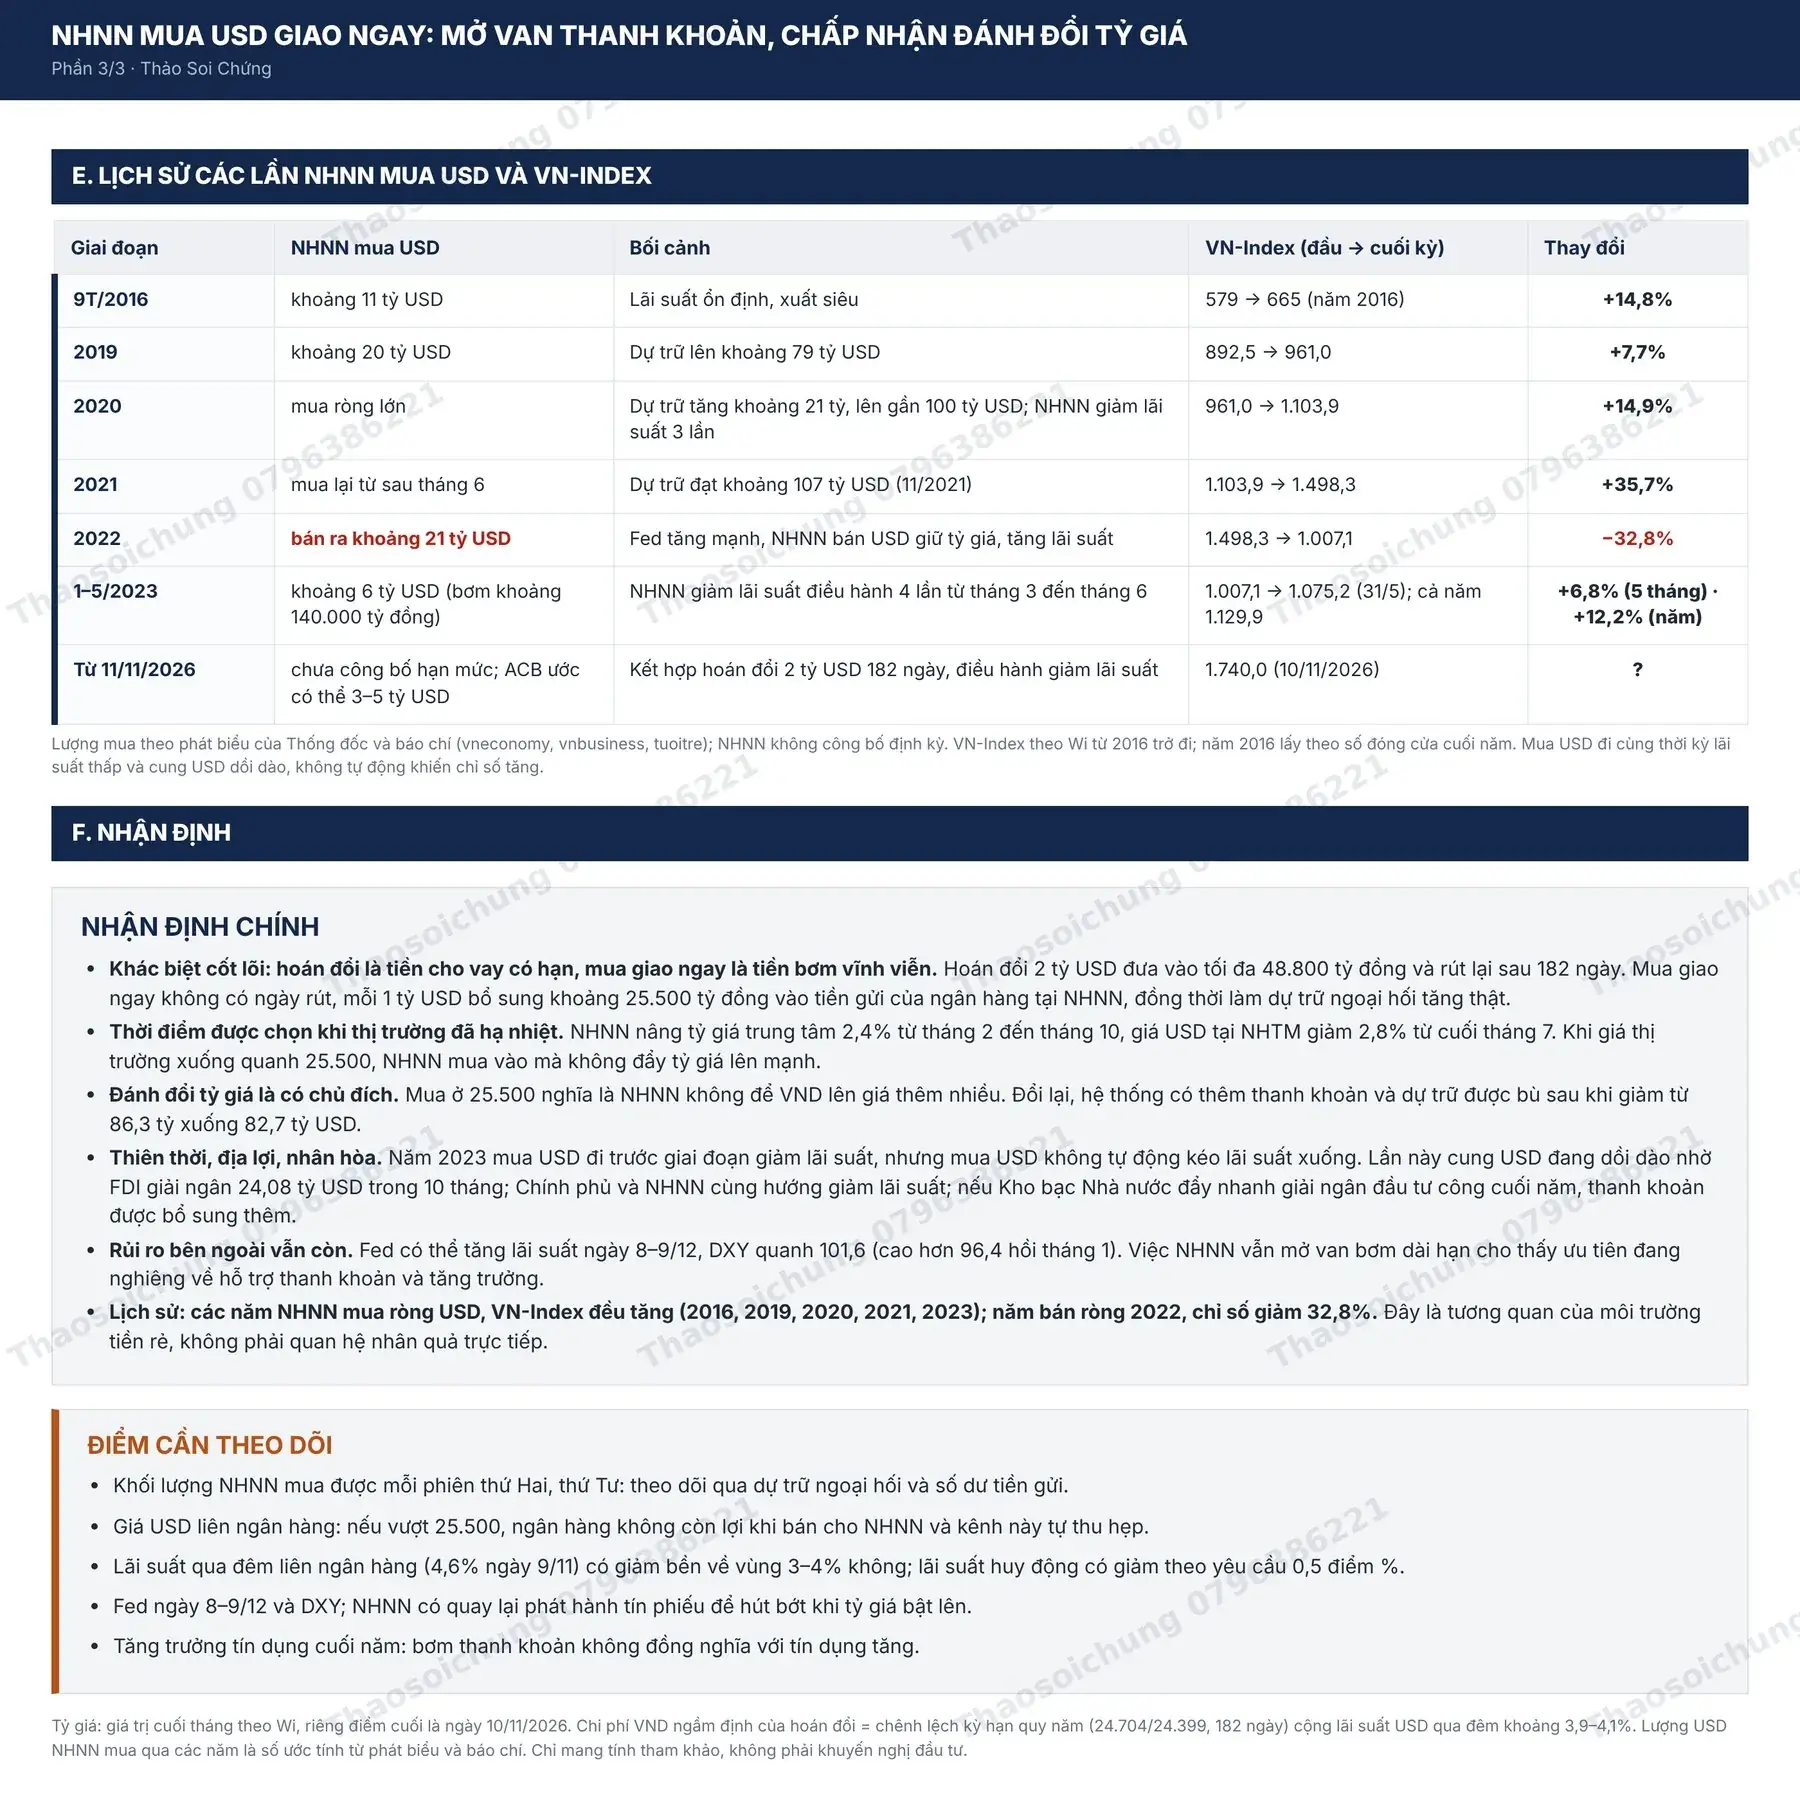 NHNN MUA USD GIAO NGAY: MỞ VAN THANH KHOẢN, CHẤP NHẬN ĐÁNH ĐỔI TỶ GIÁ
Phần 3/3 · Thảo Soi Chứng
E. LỊCH SỬ CÁC LẦN NHNN MUA USD VÀ VN-INDEX
Giai đoạn NHNN mua USD Bối cảnh VN-Index (đầu → cuối kỳ) Thay đổi
9T/2016 khoảng 11 tỷ USD Lãi suất ổn định, xuất siêu 579 → 665 (năm 2016) +14,8%
2019 khoảng 20 tỷ USD Dự trữ lên khoảng 79 tỷ USD 892,5 → 961,0 +7,7%
2020 mua ròng lớn Dự trữ tăng khoảng 21 tỷ, lên gần 100 tỷ USD; NHNN giảm lãi 961,0 → 1.103,9 +14,9%
suất 3 lần
2021 mua lại từ sau tháng 6 Dự trữ đạt khoảng 107 tỷ USD (11/2021) 1.103,9 → 1.498,3 +35,7%
2022 bán ra khoảng 21 tỷ USD Fed tăng mạnh, NHNN bán USD giữ tỷ giá, tăng lãi suất 1.498,3 → 1.007,1 −32,8%
1–5/2023 khoảng 6 tỷ USD (bơm khoảng NHNN giảm lãi suất điều hành 4 lần từ tháng 3 đến tháng 6 1.007,1 → 1.075,2 (31/5); cả năm +6,8% (5 tháng) ·
140.000 tỷ đồng) 1.129,9 +12,2% (năm)
Từ 11/11/2026 chưa công bố hạn mức; ACB ước Kết hợp hoán đổi 2 tỷ USD 182 ngày, điều hành giảm lãi suất 1.740,0 (10/11/2026) ?
có thể 3–5 tỷ USD
Lượng mua theo phát biểu của Thống đốc và báo chí (vneconomy, vnbusiness, tuoitre); NHNN không công bố định kỳ. VN-Index theo Wi từ 2016 trở đi; năm 2016 lấy theo số đóng cửa cuối năm. Mua USD đi cùng thời kỳ lãi
suất thấp và cung USD dồi dào, không tự động khiến chỉ số tăng.
F. NHẬN ĐỊNH
NHẬN ĐỊNH CHÍNH
• Khác biệt cốt lõi: hoán đổi là tiền cho vay có hạn, mua giao ngay là tiền bơm vĩnh viễn. Hoán đổi 2 tỷ USD đưa vào tối đa 48.800 tỷ đồng và rút lại sau 182 ngày. Mua giao
ngay không có ngày rút, mỗi 1 tỷ USD bổ sung khoảng 25.500 tỷ đồng vào tiền gửi của ngân hàng tại NHNN, đồng thời làm dự trữ ngoại hối tăng thật.
• Thời điểm được chọn khi thị trường đã hạ nhiệt. NHNN nâng tỷ giá trung tâm 2,4% từ tháng 2 đến tháng 10, giá USD tại NHTM giảm 2,8% từ cuối tháng 7. Khi giá thị
trường xuống quanh 25.500, NHNN mua vào mà không đẩy tỷ giá lên mạnh.
• Đánh đổi tỷ giá là có chủ đích. Mua ở 25.500 nghĩa là NHNN không để VND lên giá thêm nhiều. Đổi lại, hệ thống có thêm thanh khoản và dự trữ được bù sau khi giảm từ
86,3 tỷ xuống 82,7 tỷ USD.
• Thiên thời, địa lợi, nhân hòa. Năm 2023 mua USD đi trước giai đoạn giảm lãi suất, nhưng mua USD không tự động kéo lãi suất xuống. Lần này cung USD đang dồi dào nhờ
FDI giải ngân 24,08 tỷ USD trong 10 tháng; Chính phủ và NHNN cùng hướng giảm lãi suất; nếu Kho bạc Nhà nước đẩy nhanh giải ngân đầu tư công cuối năm, thanh khoản
được bổ sung thêm.
• Rủi ro bên ngoài vẫn còn. Fed có thể tăng lãi suất ngày 8–9/12, DXY quanh 101,6 (cao hơn 96,4 hồi tháng 1). Việc NHNN vẫn mở van bơm dài hạn cho thấy ưu tiên đang
nghiêng về hỗ trợ thanh khoản và tăng trưởng.
• Lịch sử: các năm NHNN mua ròng USD, VN-Index đều tăng (2016, 2019, 2020, 2021, 2023); năm bán ròng 2022, chỉ số giảm 32,8%. Đây là tương quan của môi trường
tiền rẻ, không phải quan hệ nhân quả trực tiếp.
ĐIỂM CẦN THEO DÕI
• Khối lượng NHNN mua được mỗi phiên thứ Hai, thứ Tư: theo dõi qua dự trữ ngoại hối và số dư tiền gửi.
• Giá USD liên ngân hàng: nếu vượt 25.500, ngân hàng không còn lợi khi bán cho NHNN và kênh này tự thu hẹp.
• Lãi suất qua đêm liên ngân hàng (4,6% ngày 9/11) có giảm bền về vùng 3–4% không; lãi suất huy động có giảm theo yêu cầu 0,5 điểm %.
• Fed ngày 8–9/12 và DXY; NHNN có quay lại phát hành tín phiếu để hút bớt khi tỷ giá bật lên.
• Tăng trưởng tín dụng cuối năm: bơm thanh khoản không đồng nghĩa với tín dụng tăng.
Tỷ giá: giá trị cuối tháng theo Wi, riêng điểm cuối là ngày 10/11/2026. Chi phí VND ngầm định của hoán đổi = chênh lệch kỳ hạn quy năm (24.704/24.399, 182 ngày) cộng lãi suất USD qua đêm khoảng 3,9–4,1%. Lượng USD
NHNN mua qua các năm là số ước tính từ phát biểu và báo chí. Chỉ mang tính tham khảo, không phải khuyến nghị đầu tư.
Thaosoichung 0796386221